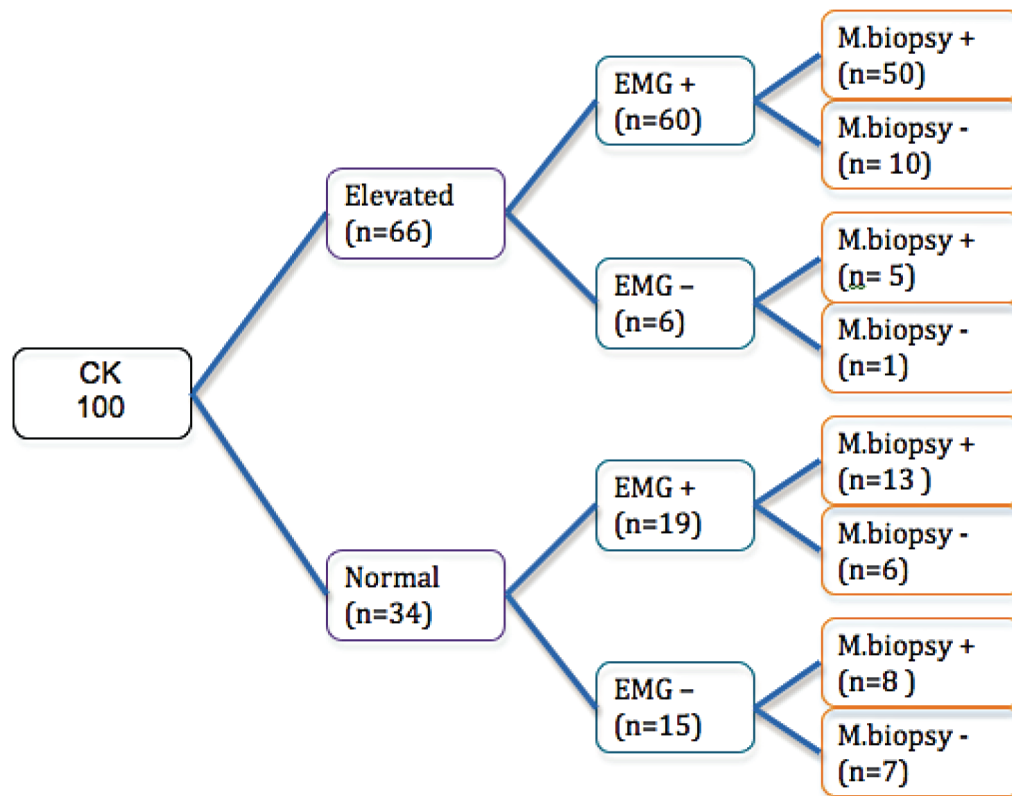 CK
100
Elevated
(n=66)
Normal
(n=34)
EMG +
(n=60)
EMG –
(n=6)
EMG +
(n=19)
EMG –
(n=15)
M.biopsy +
(n=50)
M.biopsy -
(n= 10)
M.biopsy +
(n= 5)
M.biopsy -
(n=1)
M.biopsy +
(n=13 )
M.biopsy -
(n=6)
M.biopsy +
(n=8 )
M.biopsy -
(n=7)